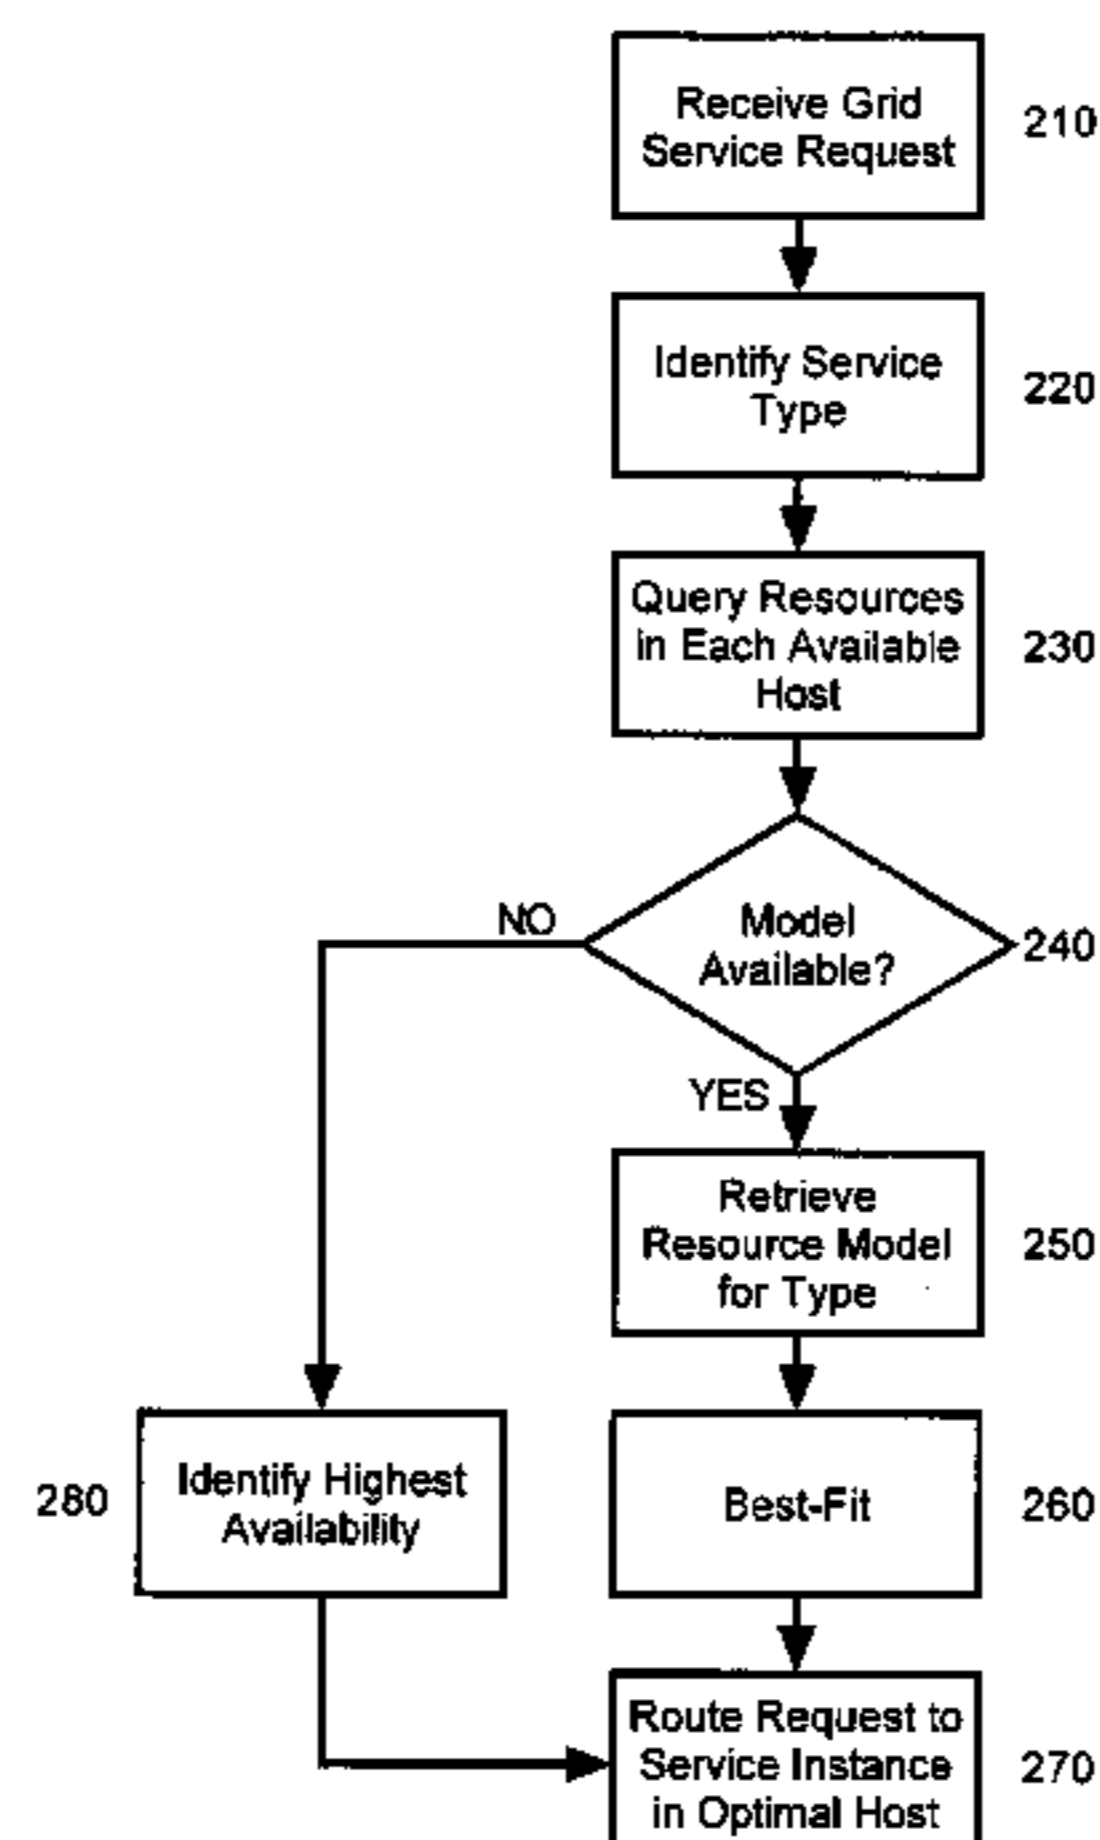 Receive Grid
Service Request
210
Identify Service
Type
220
Query Resources
in Each Available
Host
230
NO
Model
Available?
240
YES
Retrieve
Resource Model
for Type
250
280
Identify Highest
Availability
Best-Fit
260
Route Request to
Service Instance
in Optimal Host
270